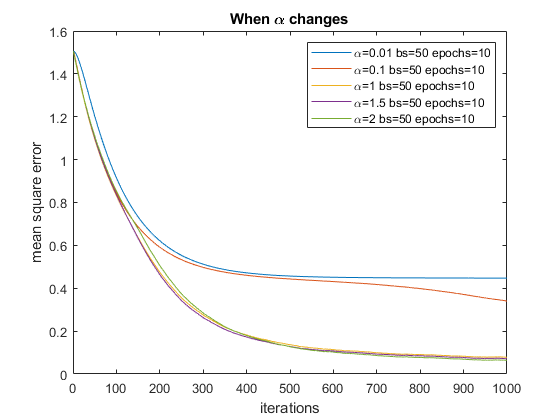 When α changes
1.6
1.4
1.2
1
0.8
0.6
0.4
0.2
0
mean square error
α=0.01 bs=50 epochs=10
α=0.1 bs=50 epochs=10
α=1 bs=50 epochs=10
α=1.5 bs=50 epochs=10
α=2 bs=50 epochs=10
0 100 200 300 400 500 600 700 800 900 1000
iterations